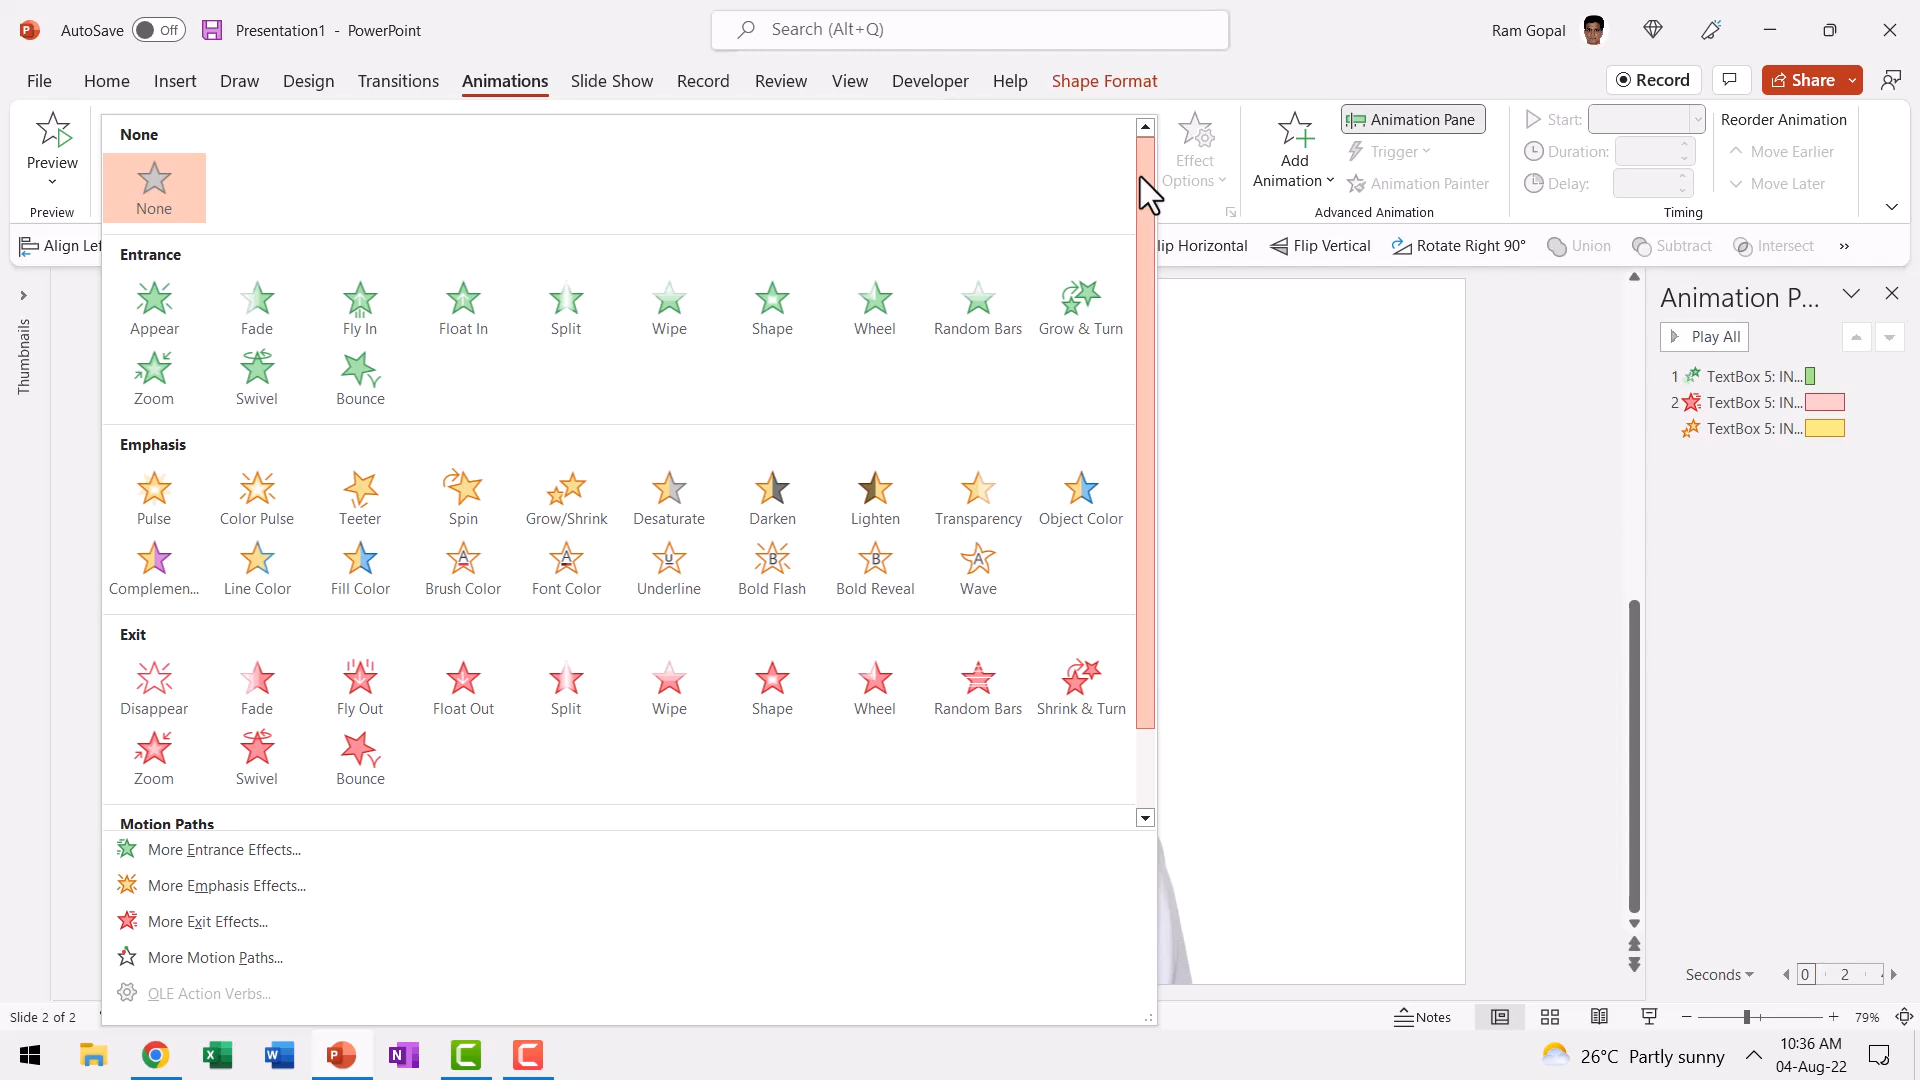 AutoSave Off Presentation1 - PowerPoint Search (Alt+Q) Ram Gopal
File Home Insert Draw Design Transitions Animations Slide Show Record Review View Developer Help Shape Format Record Share
Preview
Preview
None
None
Entrance
Appear Fade Fly In Float In Split Wipe Shape Wheel Random Bars Grow & Turn
Zoom Swivel Bounce
Emphasis
Pulse Color Pulse Teeter Spin Grow/Shrink Desaturate Darken Lighten Transparency Object Color
Complemen... Line Color Fill Color Brush Color Font Color Underline Bold Flash Bold Reveal Wave
Exit
Disappear Fade Fly Out Float Out Split Wipe Shape Wheel Random Bars Shrink & Turn
Zoom Swivel Bounce
Motion Paths
More Entrance Effects...
More Emphasis Effects...
More Exit Effects...
More Motion Paths...
OLE Action Verbs...
Effect
Options
Add
Animation
Animation Pane
Trigger
Animation Painter
Advanced Animation
Start:
Duration:
Delay:
Reorder Animation
Move Earlier
Move Later
Timing
Align Lef
lip Horizontal Flip Vertical Rotate Right 90° Union Subtract Intersect »
Thumbnails
Animation P...
Play All
1 TextBox 5: IN...
2 TextBox 5: IN...
TextBox 5: IN...
Seconds 0 2
Slide 2 of 2 Notes 79%
26°C Partly sunny
10:36 AM
04-Aug-22